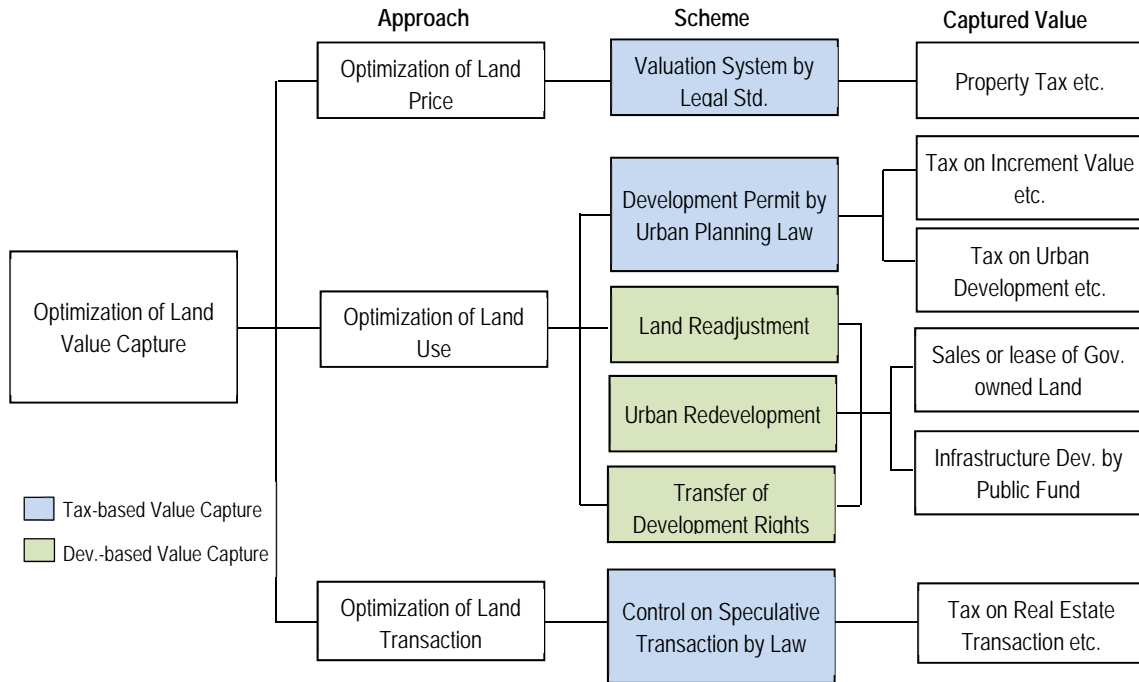 Approach
Scheme
Captured Value
Optimization of Land
Price
Valuation System by
Legal Std.
Property Tax etc.
Tax on Increment Value
etc.
Development Permit by
Urban Planning Law
Tax on Urban
Development etc.
Optimization of Land
Value Capture
Optimization of Land
Use
Land Readjustment
Sales or lease of Gov.
owned Land
Urban Redevelopment
Infrastructure Dev. by
Public Fund
Transfer of
Development Rights
Tax-based Value Capture
Dev.-based Value Capture
Optimization of Land
Transaction
Control on Speculative
Transaction by Law
Tax on Real Estate
Transaction etc.